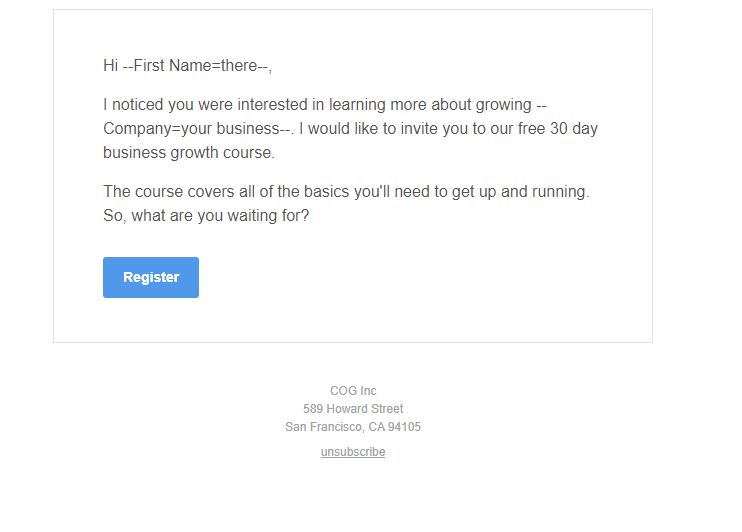 Hi --First Name=there--,
I noticed you were interested in learning more about growing --
Company=your business--. I would like to invite you to our free 30 day
business growth course.
The course covers all of the basics you'll need to get up and running.
So, what are you waiting for?
Register
COG Inc
589 Howard Street
San Francisco, CA 94105
unsubscribe